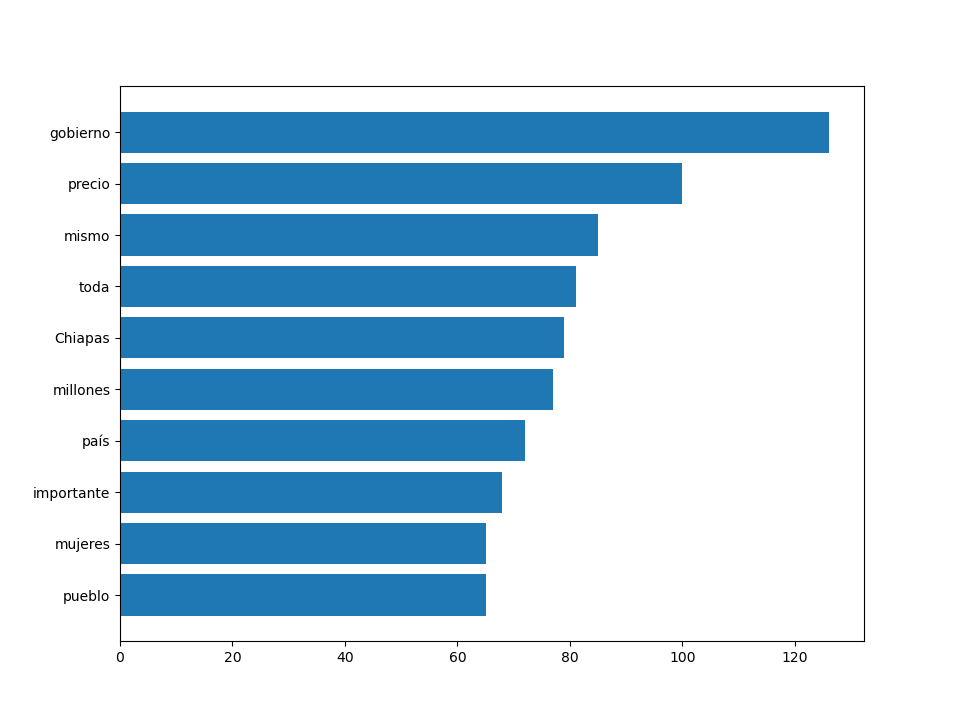 gobierno
precio
mismo
toda
Chiapas
millones
país
importante
mujeres
pueblo
0 20 40 60 80 100 120